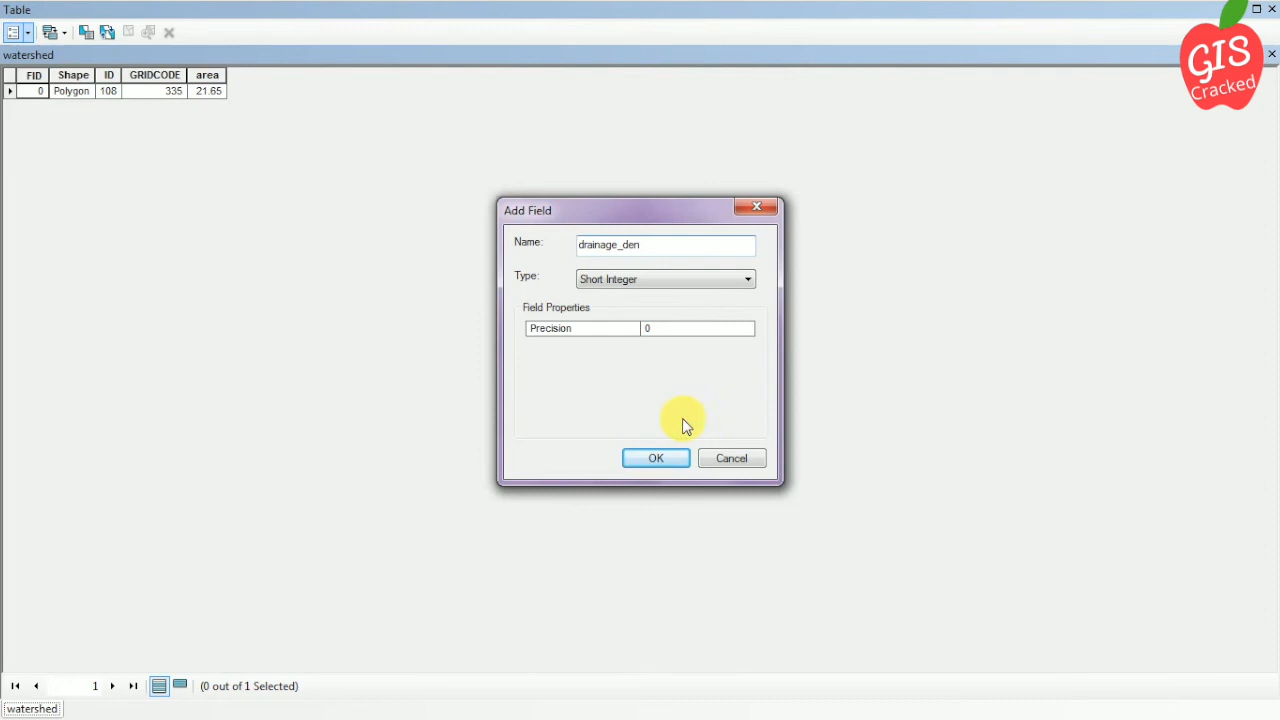 Table
watershed
FID Shape ID GRIDCODE area
0 Polygon 108 335 21.65
GIS
Cracked
Add Field
Name: drainage_den
Type: Short Integer
Field Properties
Precision 0
OK Cancel
1 (0 out of 1 Selected)
watershed